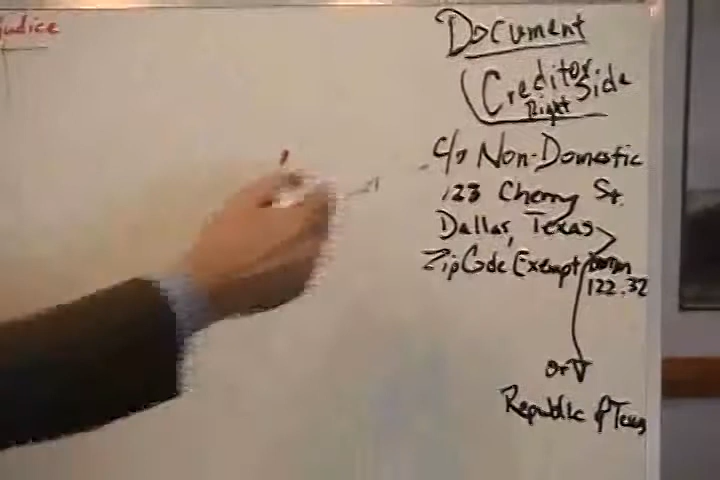 udice
Document
Creditor Side
Right
c/o Non-Domestic
123 Cherry St.
Dallas, Texas
Zip Code Exempt
122.32
or
Republic of Texas